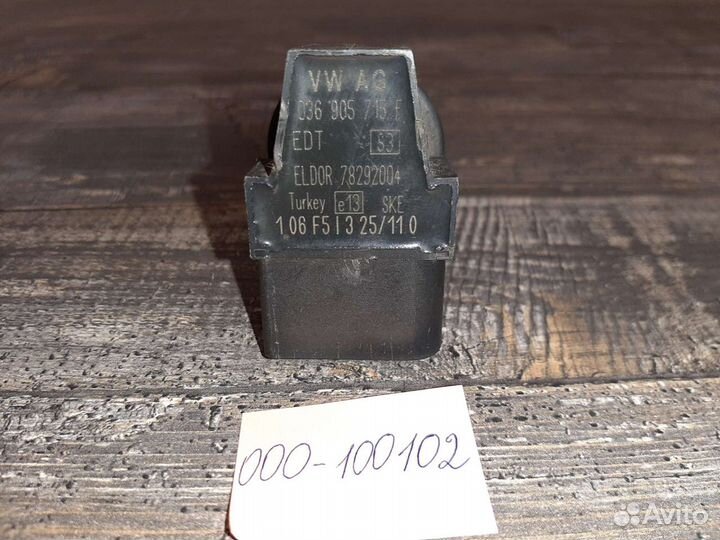 VW AG
036 905 715 F
EDT 53
ELDOR 78292004
Turkey e13 SKE
1 06 F5 I 3 25/11 0
000-100102
Avito